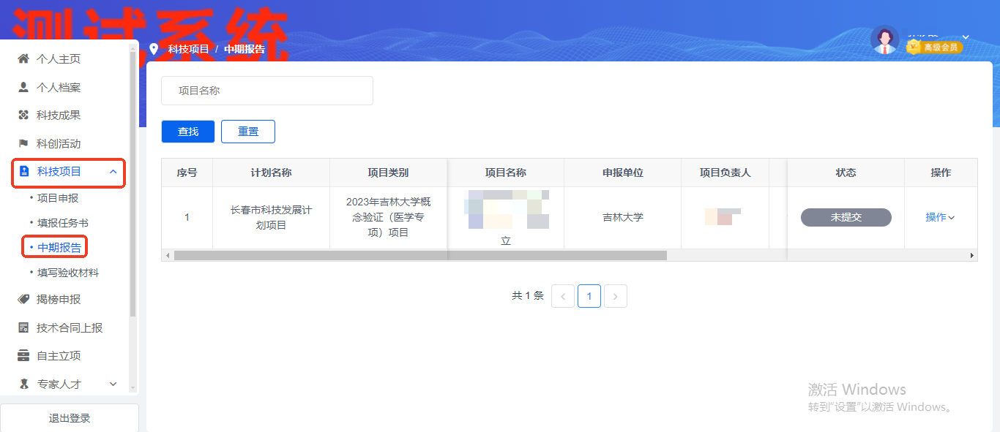 测试系统
科技项目 / 中期报告
高级会员
个人主页
个人档案
科技成果
科创活动
科技项目
• 项目申报
• 填报任务书
• 中期报告
• 填写验收材料
揭榜申报
技术合同上报
自主立项
专家人才
退出登录
项目名称
查找 重置
序号 计划名称 项目类别 项目名称 申报单位 项目负责人 状态 操作
1 长春市科技发展计划项目 2023年吉林大学概念验证（医学专项）项目 立 吉林大学 未提交 操作
共 1 条 < 1 >
激活 Windows
转到"设置"以激活 Windows。